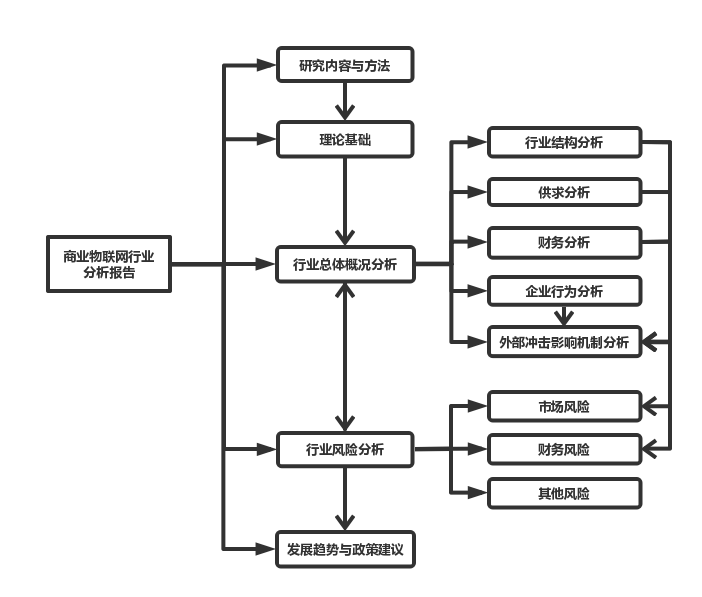 研究内容与方法
理论基础
行业结构分析
供求分析
商业物联网行业
分析报告
行业总体概况分析
财务分析
企业行为分析
外部冲击影响机制分析
市场风险
行业风险分析
财务风险
其他风险
发展趋势与政策建议